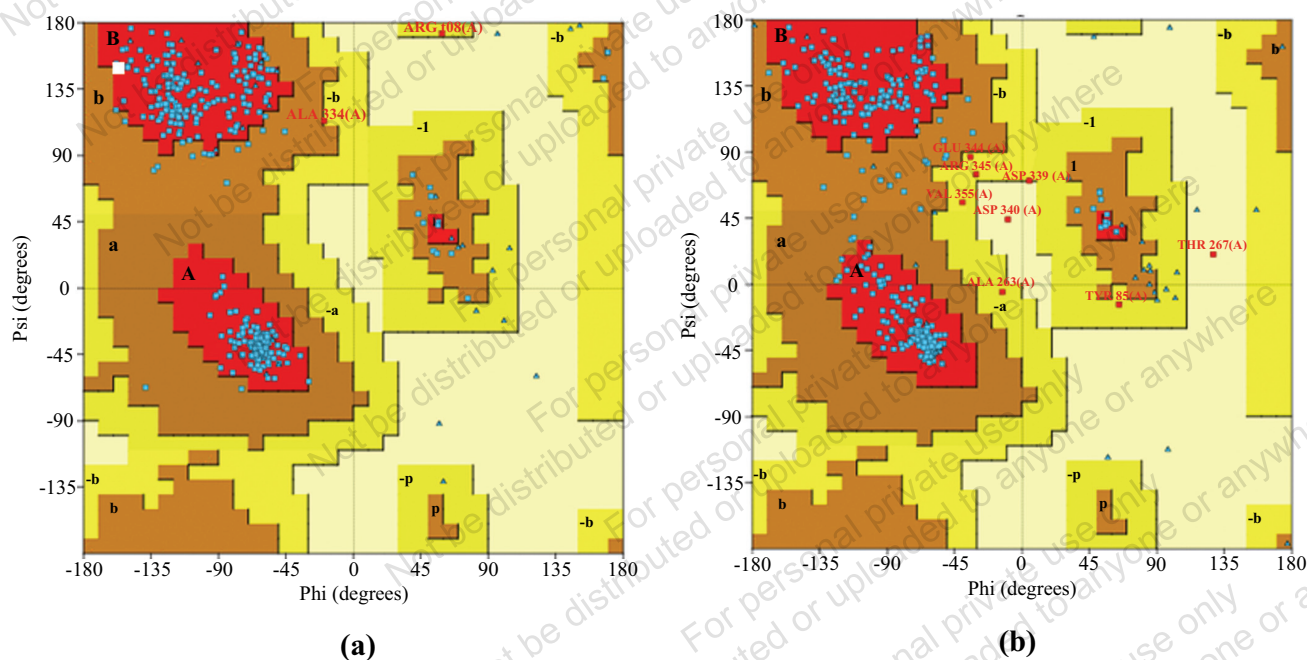 180
135
90
45
0
-45
-90
-135
Psi (degrees)
-180 -135 -90 -45 0 45 90 135 180
Phi (degrees)
B
b
a
A
-b
-a
-1
-b
-b
b
-p
p
-b
ARG 108(A)
ALA 334(A)
(a)
180
135
90
45
0
-45
-90
-135
Psi (degrees)
-180 -135 -90 -45 0 45 90 135 180
Phi (degrees)
B
b
a
A
-b
-a
-1
1
-b
b
-b
b
-p
p
-b
GLU 344 (A)
ARG 345 (A)
ASP 339 (A)
VAL 355(A)
ASP 340 (A)
THR 267(A)
ALA 263(A)
(b)
Not be distributed or uploaded to anyone or anywhere
For personal private use only